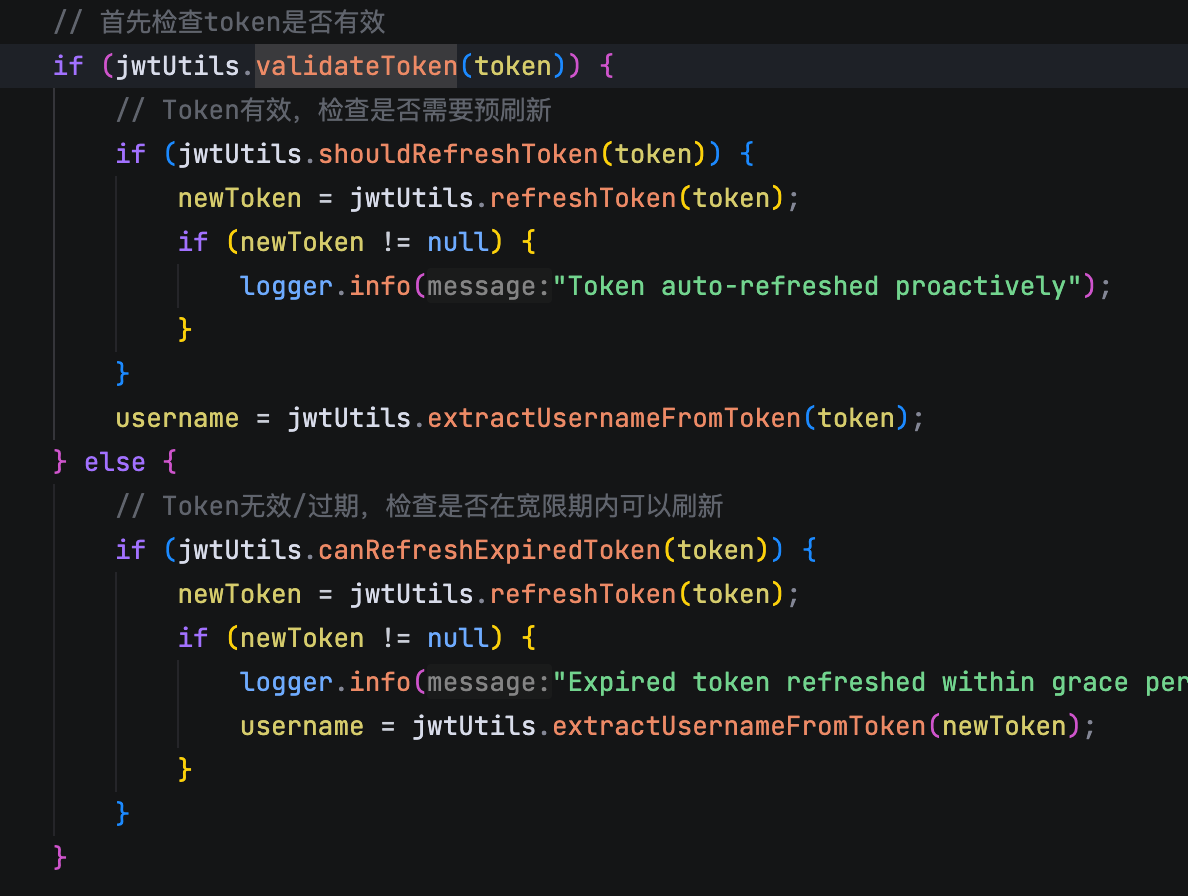 // 首先检查token是否有效
if (jwtUtils.validateToken(token)) {
// Token有效，检查是否需要预刷新
if (jwtUtils.shouldRefreshToken(token)) {
newToken = jwtUtils.refreshToken(token);
if (newToken != null) {
logger.info(message:"Token auto-refreshed proactively");
}
}
username = jwtUtils.extractUsernameFromToken(token);
} else {
// Token无效/过期，检查是否在宽限期内可以刷新
if (jwtUtils.canRefreshExpiredToken(token)) {
newToken = jwtUtils.refreshToken(token);
if (newToken != null) {
logger.info(message:"Expired token refreshed within grace per
username = jwtUtils.extractUsernameFromToken(newToken);
}
}
}